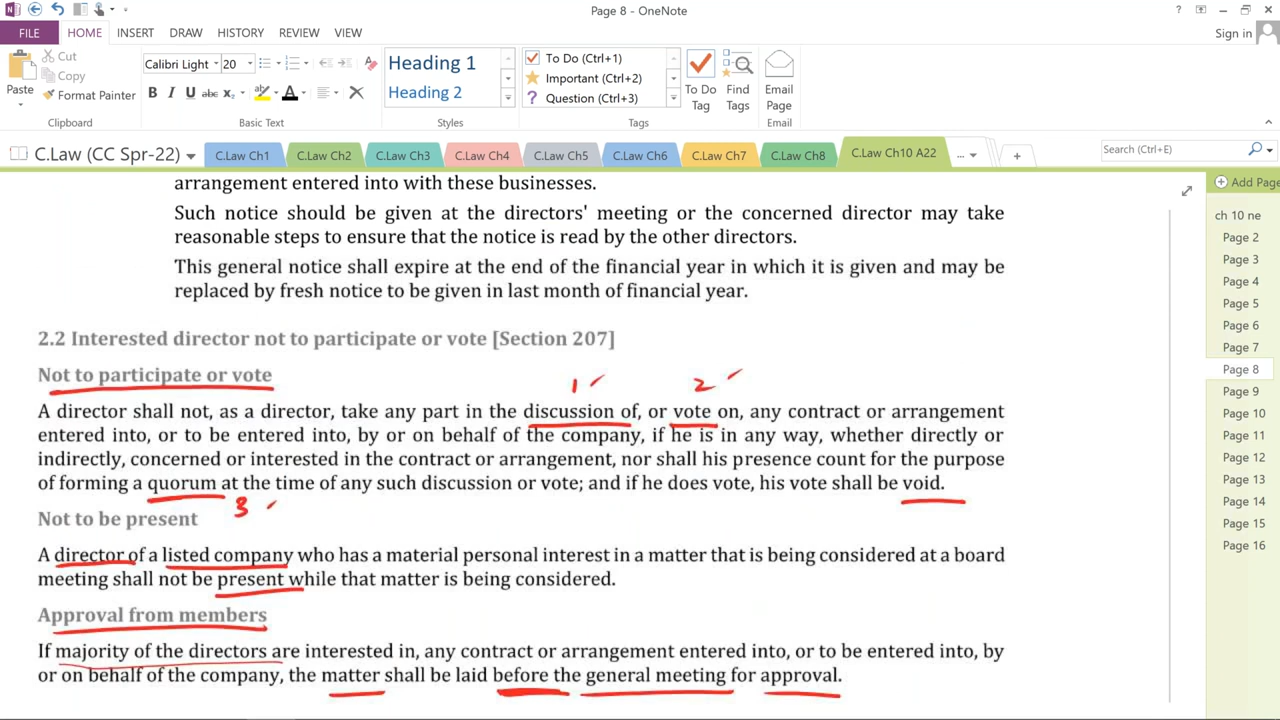 Page 8 - OneNote
?
FILE
HOME
INSERT
DRAW
HISTORY
REVIEW
VIEW
Sign in
Paste
Cut
Copy
Format Painter
Clipboard
Calibri Light
20
B I U abc x₂
A
Basic Text
Heading 1
Heading 2
Styles
To Do (Ctrl+1)
Important (Ctrl+2)
? Question (Ctrl+3)
To Do Tag
Find Tags
Tags
Email Page
Email
C.Law (CC Spr-22)
C.Law Ch1
C.Law Ch2
C.Law Ch3
C.Law Ch4
C.Law Ch5
C.Law Ch6
C.Law Ch7
C.Law Ch8
C.Law Ch10 A22
...
Search (Ctrl+E)
arrangement entered into with these businesses.
Such notice should be given at the directors' meeting or the concerned director may take
reasonable steps to ensure that the notice is read by the other directors.
This general notice shall expire at the end of the financial year in which it is given and may be
replaced by fresh notice to be given in last month of financial year.
2.2 Interested director not to participate or vote [Section 207]
Not to participate or vote
1 2
A director shall not, as a director, take any part in the discussion of, or vote on, any contract or arrangement
entered into, or to be entered into, by or on behalf of the company, if he is in any way, whether directly or
indirectly, concerned or interested in the contract or arrangement, nor shall his presence count for the purpose
of forming a quorum at the time of any such discussion or vote; and if he does vote, his vote shall be void.
3
Not to be present
A director of a listed company who has a material personal interest in a matter that is being considered at a board
meeting shall not be present while that matter is being considered.
Approval from members
If majority of the directors are interested in, any contract or arrangement entered into, or to be entered into, by
or on behalf of the company, the matter shall be laid before the general meeting for approval.
Add Page
ch 10 ne
Page 2
Page 3
Page 4
Page 5
Page 6
Page 7
Page 8
Page 9
Page 10
Page 11
Page 12
Page 13
Page 14
Page 15
Page 16